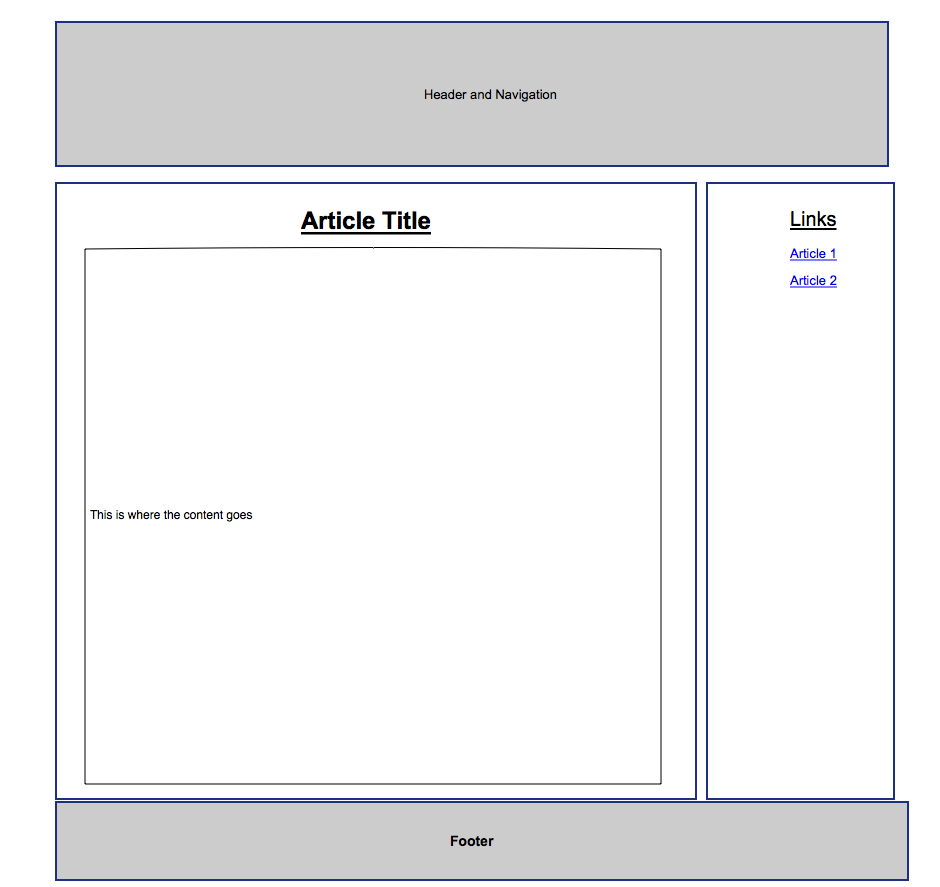 Header and Navigation
Article Title
This is where the content goes
Links
Article 1
Article 2
Footer